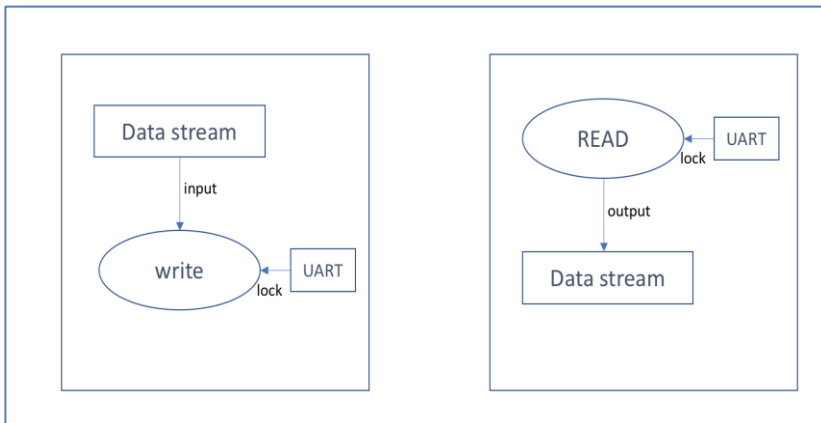 Data stream
input
write
UART
lock
READ
UART
lock
output
Data stream